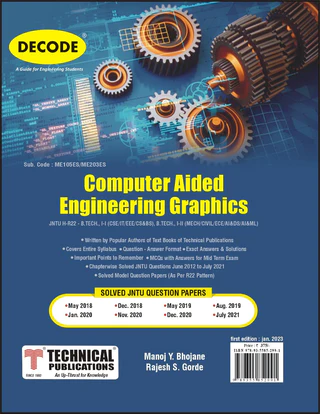 DECODE
A Guide for Engineering Students
Sub. Code : ME105ES/ME203ES
Computer Aided
Engineering Graphics
JNTU H-R22 - B.TECH., I-I (CSE/IT/EEE/CS&BS), B.TECH., I-II (MECH/CIVIL/ECE/AI&DS/AI&ML)
• Written by Popular Authors of Text Books of Technical Publications
• Covers Entire Syllabus • Question - Answer Format • Exact Answers & Solutions
• Important Points to Remember • MCQs with Answers for Mid Term Exam
• Chapterwise Solved JNTU Questions June 2012 to July 2021
• Solved Model Question Papers (As Per R22 Pattern)
SOLVED JNTU QUESTION PAPERS
• May 2018 • Dec. 2018 • May 2019 • Aug. 2019
• Jan. 2020 • Nov. 2020 • Dec. 2020 • July 2021
first edition : jan. 2023
TECHNICAL
PUBLICATIONS
SINCE 1993
An Up-Thrust for Knowledge
Manoj Y. Bhojane
Rajesh S. Gorde